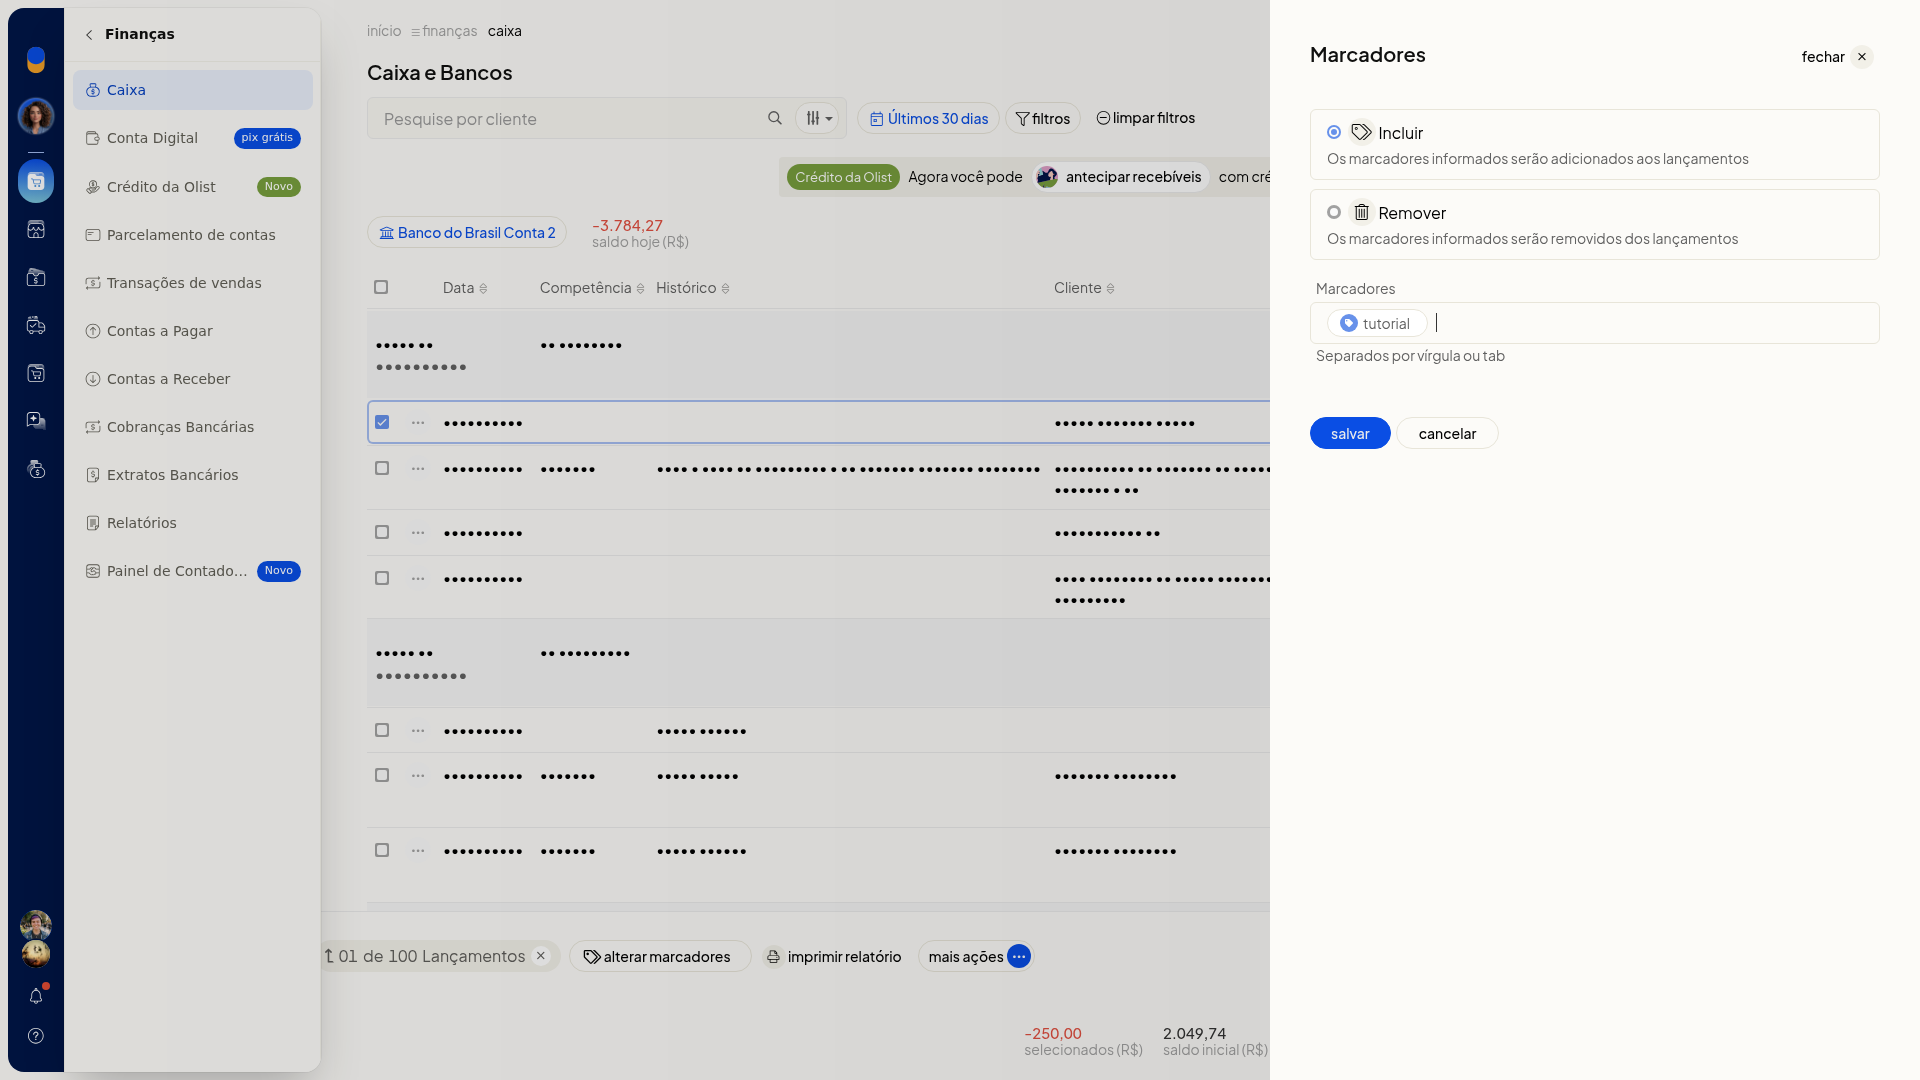 Finanças
Caixa
Conta Digital
pix grátis
Crédito da Olist
Novo
Parcelamento de contas
Transações de vendas
Contas a Pagar
Contas a Receber
Cobranças Bancárias
Extratos Bancários
Relatórios
Painel de Contado...
Novo
início
finanças
caixa
Caixa e Bancos
Pesquise por cliente
Últimos 30 dias
filtros
limpar filtros
Crédito da Olist
Agora você pode
antecipar recebíveis
com cré
Banco do Brasil Conta 2
-3.784,27
saldo hoje (R$)
Data
Competência
Histórico
Cliente
01 de 100 Lançamentos
alterar marcadores
imprimir relatório
mais ações
-250,00
selecionados (R$)
2.049,74
saldo inicial (R$)
Marcadores
fechar
Incluir
Os marcadores informados serão adicionados aos lançamentos
Remover
Os marcadores informados serão removidos dos lançamentos
Marcadores
tutorial
Separados por vírgula ou tab
salvar
cancelar